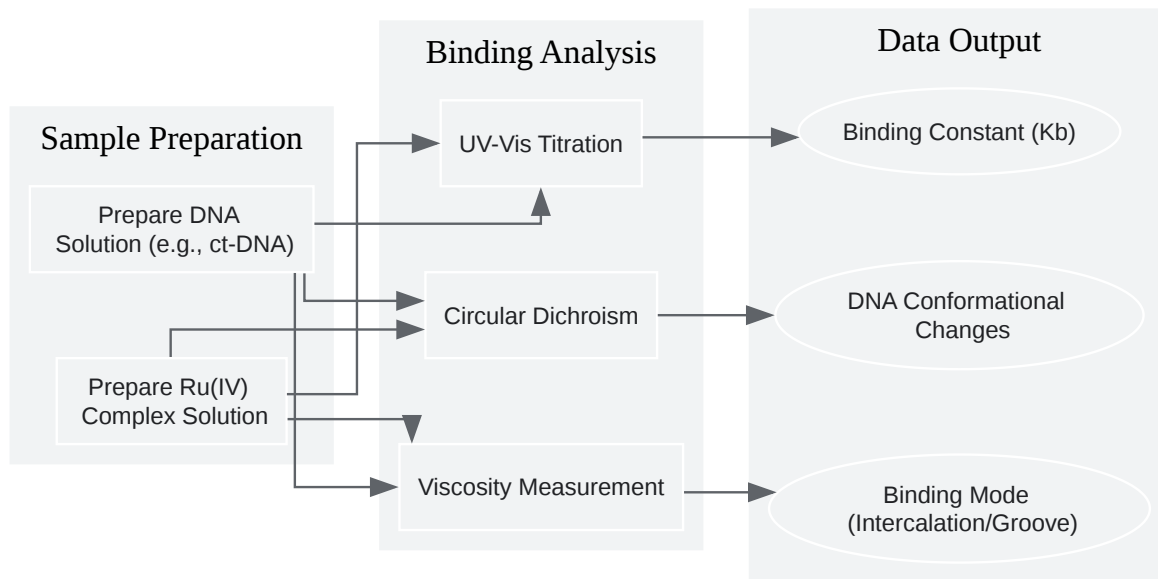 Sample Preparation
Prepare DNA
Solution (e.g., ct-DNA)
Prepare Ru(IV)
Complex Solution
Binding Analysis
UV-Vis Titration
Circular Dichroism
Viscosity Measurement
Data Output
Binding Constant (Kb)
DNA Conformational
Changes
Binding Mode
(Intercalation/Groove)